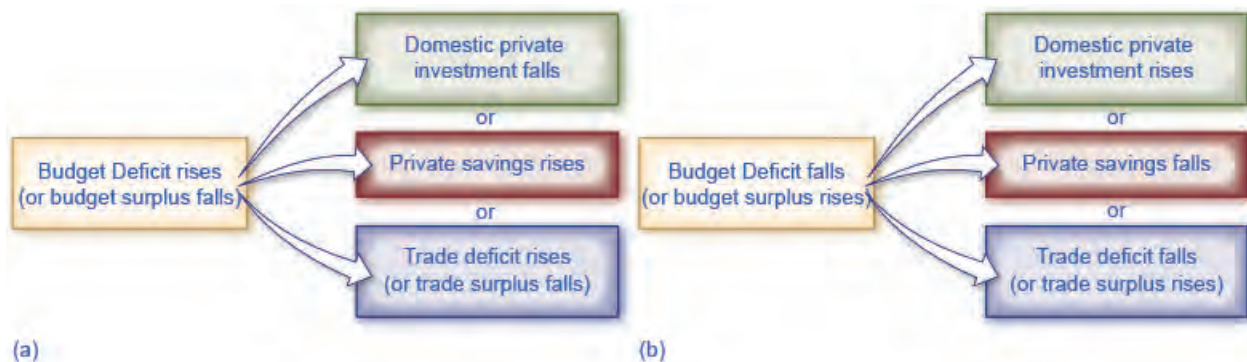 Domestic private
investment falls
or
Budget Deficit rises
(or budget surplus falls)
Private savings rises
or
Trade deficit rises
(or trade surplus falls)
(a)
Domestic private
investment rises
or
Budget Deficit falls
(or budget surplus rises)
Private savings falls
or
Trade deficit falls
(or trade surplus rises)
(b)